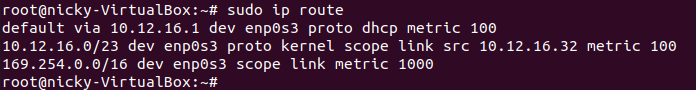 root@nicky-VirtualBox:~# sudo ip route
default via 10.12.16.1 dev enp0s3 proto dhcp metric 100
10.12.16.0/23 dev enp0s3 proto kernel scope link src 10.12.16.32 metric 100
169.254.0.0/16 dev enp0s3 scope link metric 1000
root@nicky-VirtualBox:~#